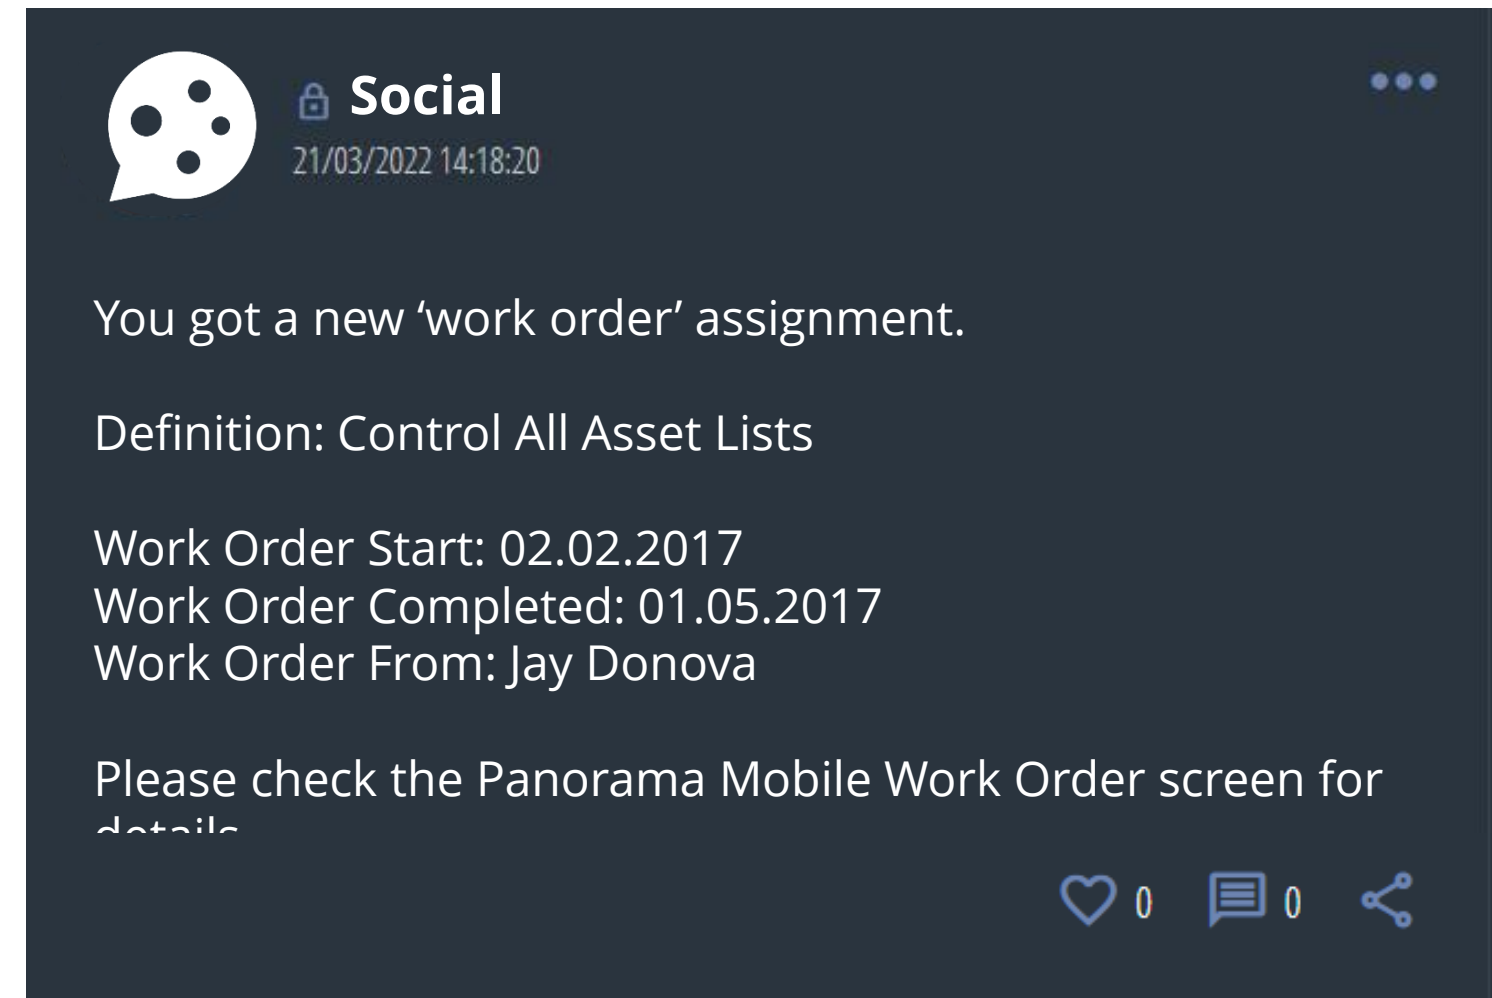 Social
21/03/2022 14:18:20
You got a new ‘work order’ assignment.
Definition: Control All Asset Lists
Work Order Start: 02.02.2017
Work Order Completed: 01.05.2017
Work Order From: Jay Donova
Please check the Panorama Mobile Work Order screen for
details
0 0